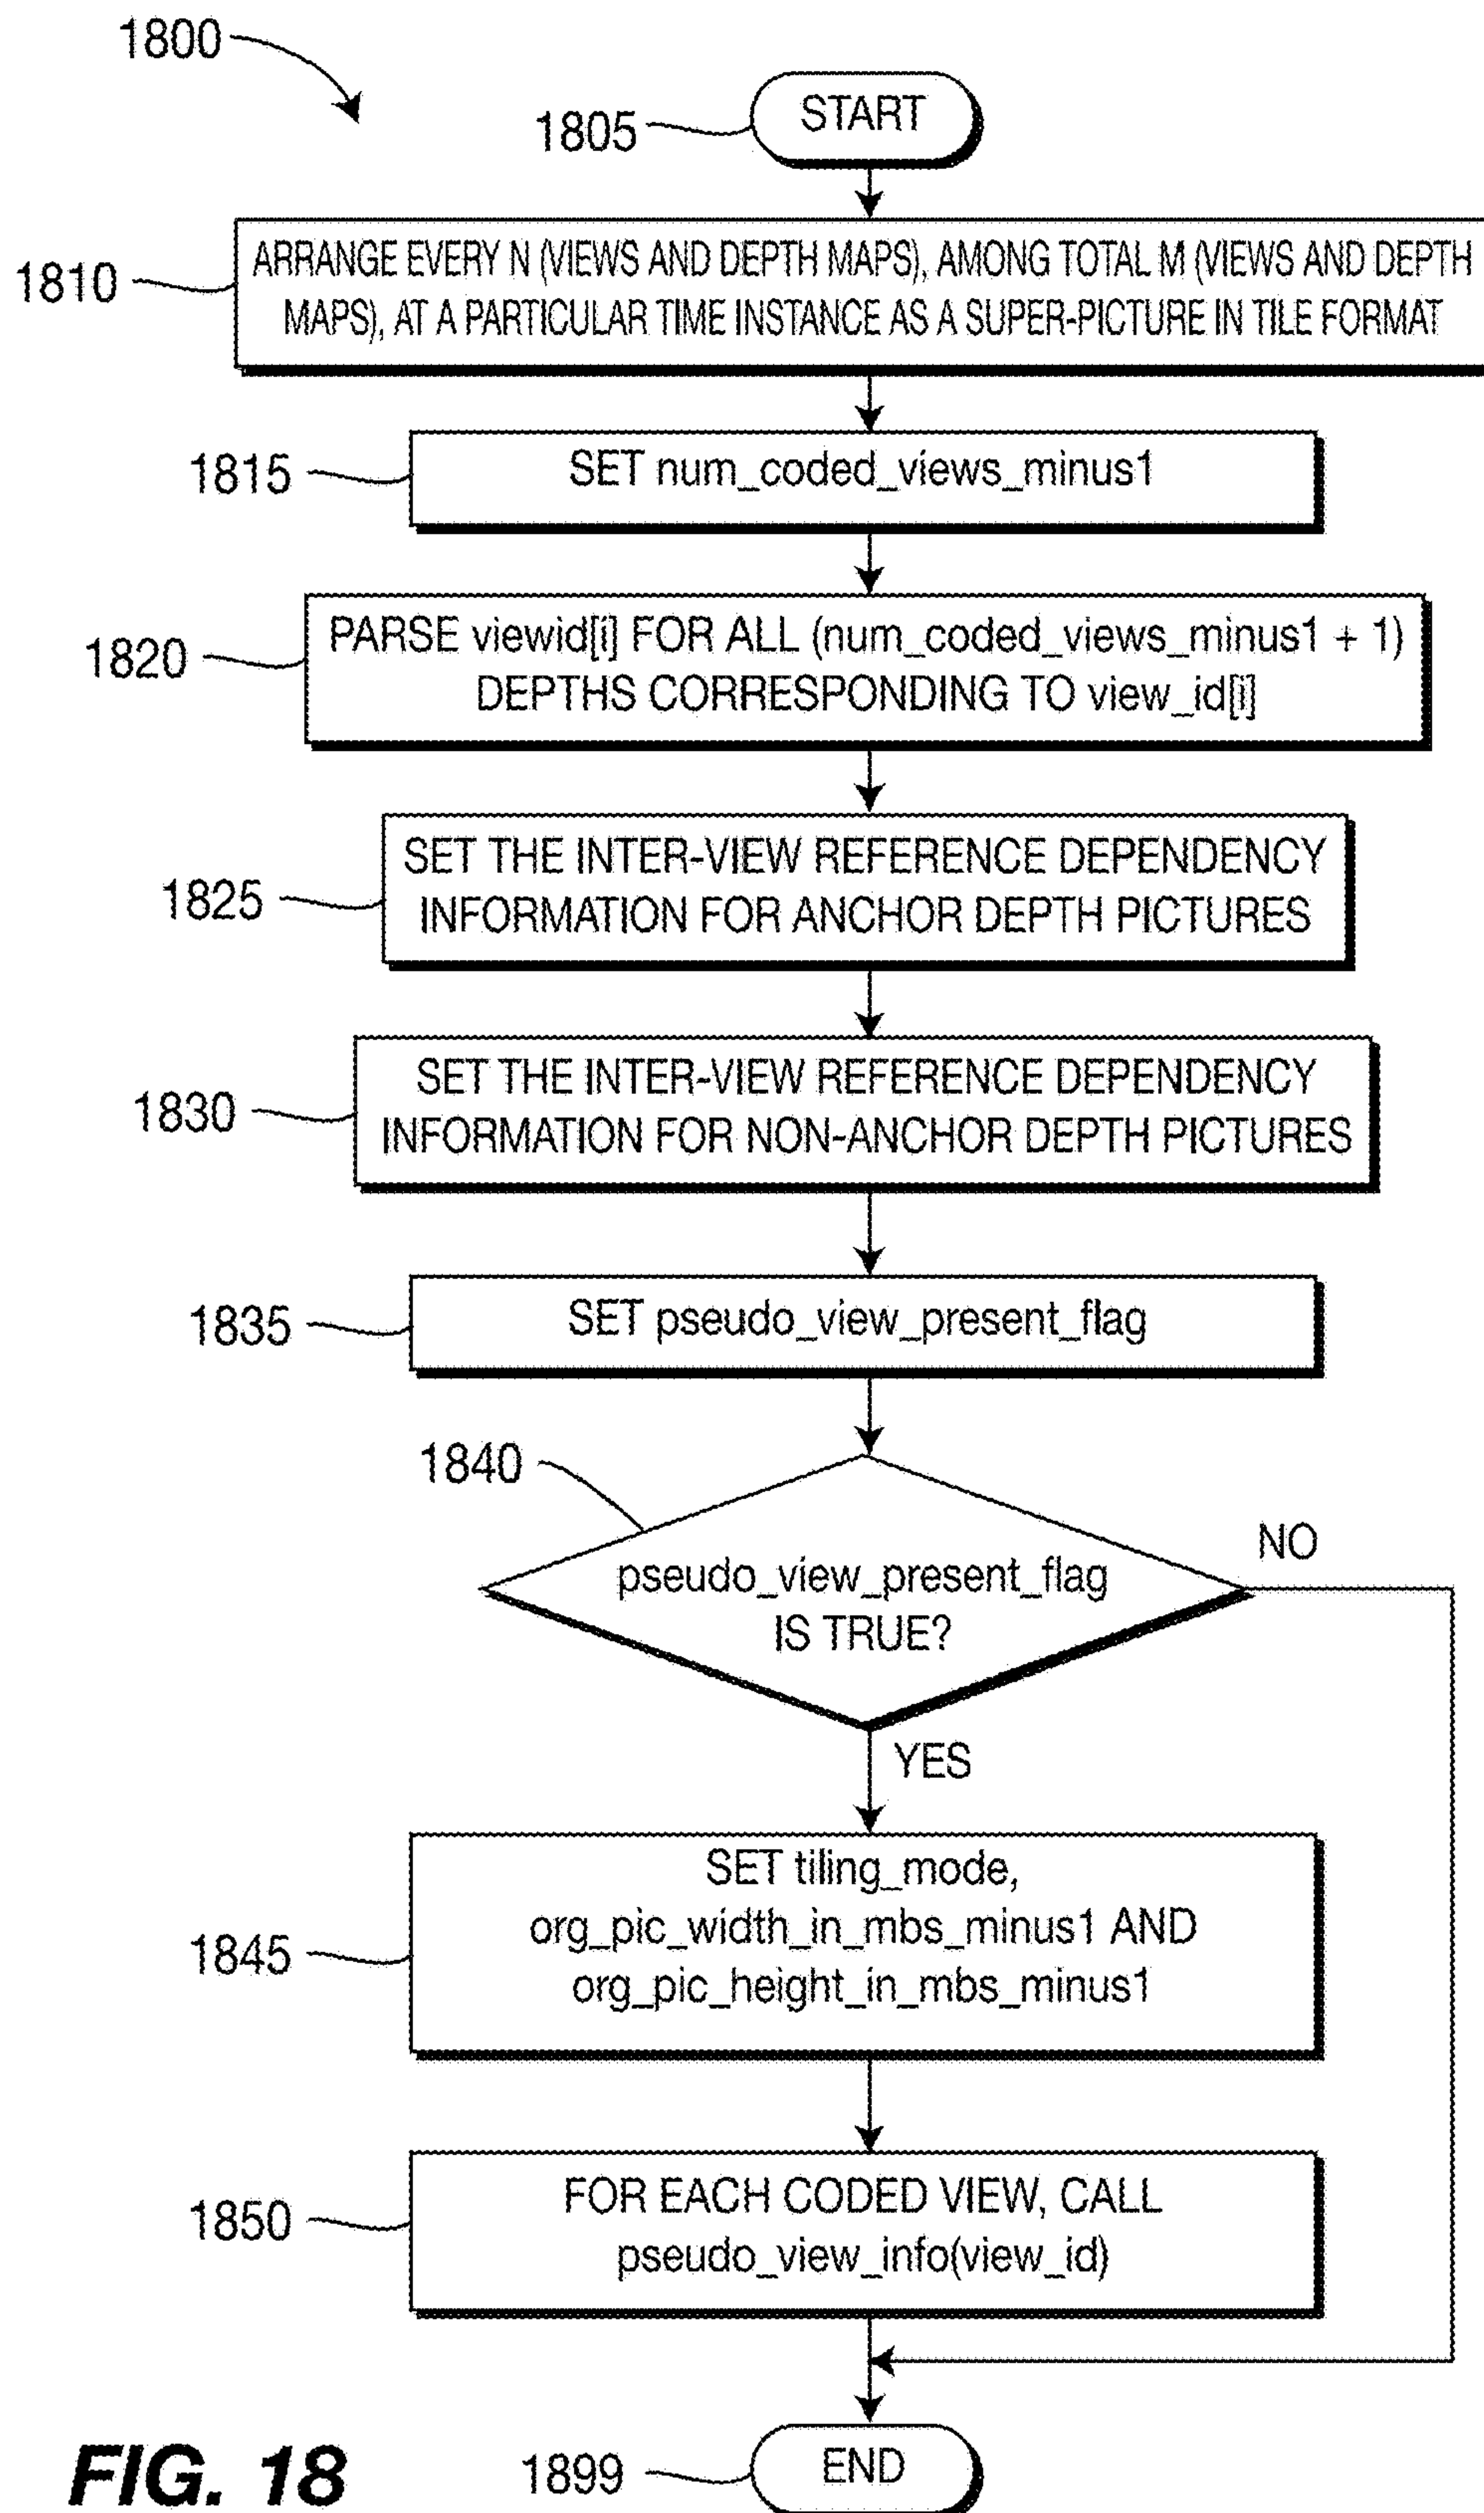 1800
1805
START
1810
ARRANGE EVERY N (VIEWS AND DEPTH MAPS), AMONG TOTAL M (VIEWS AND DEPTH
MAPS), AT A PARTICULAR TIME INSTANCE AS A SUPER-PICTURE IN TILE FORMAT
1815
SET num_coded_views_minus1
1820
PARSE viewid[i] FOR ALL (num_coded_views_minus1 + 1)
DEPTHS CORRESPONDING TO view_id[i]
1825
SET THE INTER-VIEW REFERENCE DEPENDENCY
INFORMATION FOR ANCHOR DEPTH PICTURES
1830
SET THE INTER-VIEW REFERENCE DEPENDENCY
INFORMATION FOR NON-ANCHOR DEPTH PICTURES
1835
SET pseudo_view_present_flag
1840
pseudo_view_present_flag
IS TRUE?
NO
YES
1845
SET tiling_mode,
org_pic_width_in_mbs_minus1 AND
org_pic_height_in_mbs_minus1
1850
FOR EACH CODED VIEW, CALL
pseudo_view_info(view_id)
1899
END
FIG. 18